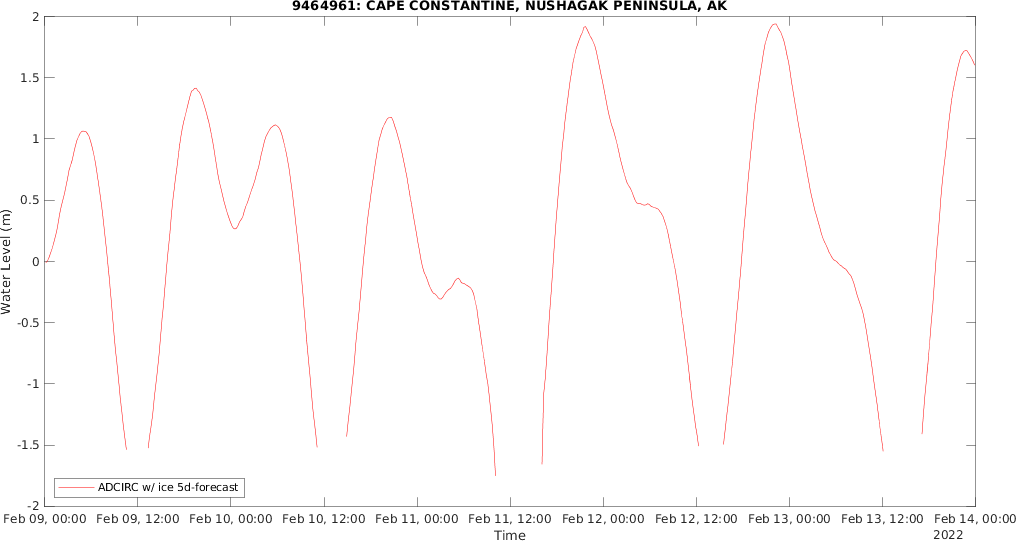 9464961: CAPE CONSTANTINE, NUSHAGAK PENINSULA, AK
2
1.5
1
0.5
0
-0.5
-1
-1.5
-2
Water Level (m)
ADCIRC w/ ice 5d-forecast
Feb 09, 00:00 Feb 09, 12:00 Feb 10, 00:00 Feb 10, 12:00 Feb 11, 00:00 Feb 11, 12:00 Feb 12, 00:00 Feb 12, 12:00 Feb 13, 00:00 Feb 13, 12:00 Feb 14, 00:00
Time
2022